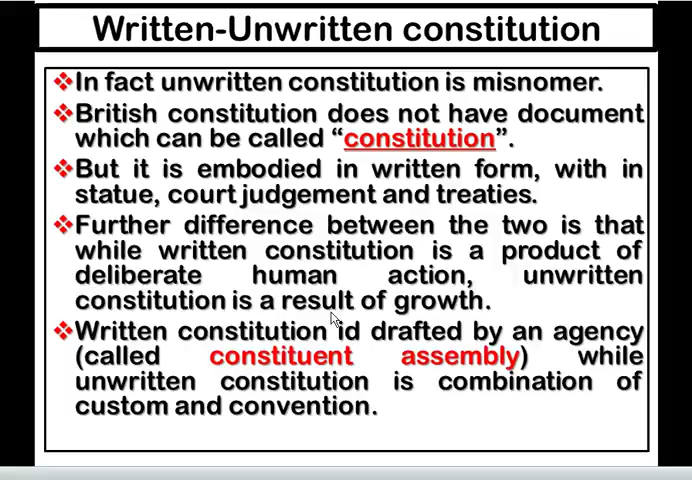 Written-Unwritten constitution
❖In fact unwritten constitution is misnomer.
❖British constitution does not have document
which can be called “constitution”.
❖But it is embodied in written form, with in
statue, court judgement and treaties.
❖Further difference between the two is that
while written constitution is a product of
deliberate human action, unwritten
constitution is a result of growth.
❖Written constitution id drafted by an agency
(called constituent assembly) while
unwritten constitution is combination of
custom and convention.